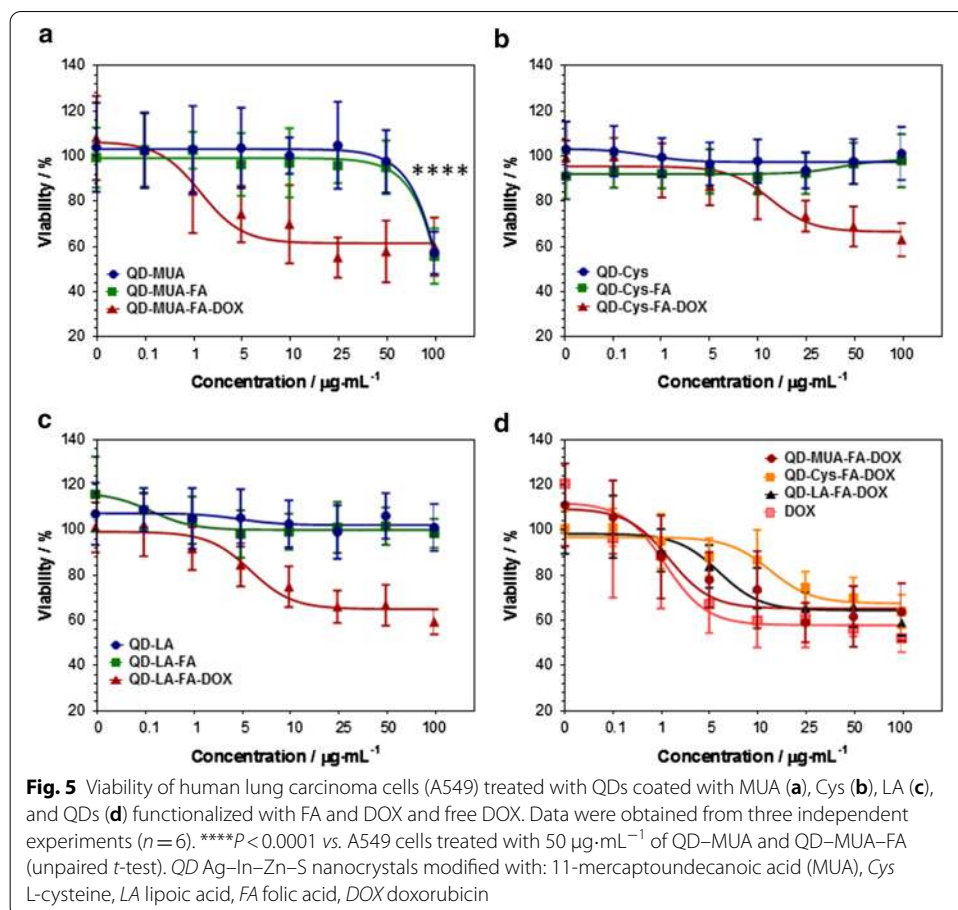 a
140
120
100
80
60
40
20
Viability / %
****
QD-MUA
QD-MUA-FA
QD-MUA-FA-DOX
0 0.1 1 5 10 25 50 100
Concentration / µg·mL⁻¹
b
140
120
100
80
60
40
20
Viability / %
QD-Cys
QD-Cys-FA
QD-Cys-FA-DOX
0 0.1 1 5 10 25 50 100
Concentration / µg·mL⁻¹
c
140
120
100
80
60
40
20
Viability / %
QD-LA
QD-LA-FA
QD-LA-FA-DOX
0 0.1 1 5 10 25 50 100
Concentration / µg·mL⁻¹
d
140
120
100
80
60
40
20
Viability / %
QD-MUA-FA-DOX
QD-Cys-FA-DOX
QD-LA-FA-DOX
DOX
0 0.1 1 5 10 25 50 100
Concentration / µg·mL⁻¹
Fig. 5 Viability of human lung carcinoma cells (A549) treated with QDs coated with MUA (a), Cys (b), LA (c),
and QDs (d) functionalized with FA and DOX and free DOX. Data were obtained from three independent
experiments (n = 6). ****P < 0.0001 vs. A549 cells treated with 50 µg·mL⁻¹ of QD–MUA and QD–MUA–FA
(unpaired t-test). QD Ag–In–Zn–S nanocrystals modified with: 11-mercaptoundecanoic acid (MUA), Cys
L-cysteine, LA lipoic acid, FA folic acid, DOX doxorubicin